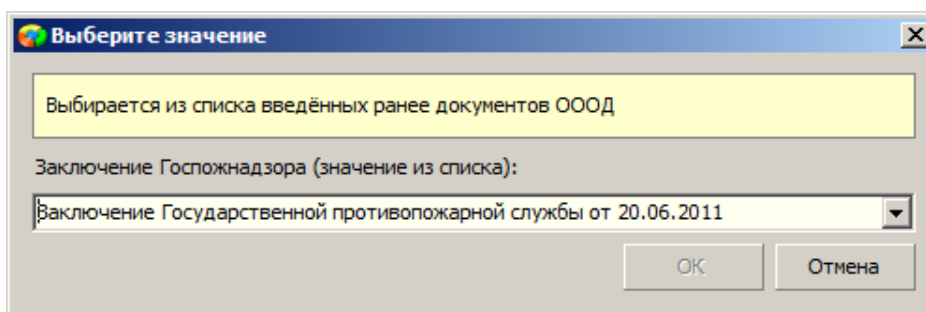 Выберите значение
Выбирается из списка введённых ранее документов ОООД
Заключение Госпожнадзора (значение из списка):
Заключение Государственной противопожарной службы от 20.06.2011
ОК
Отмена